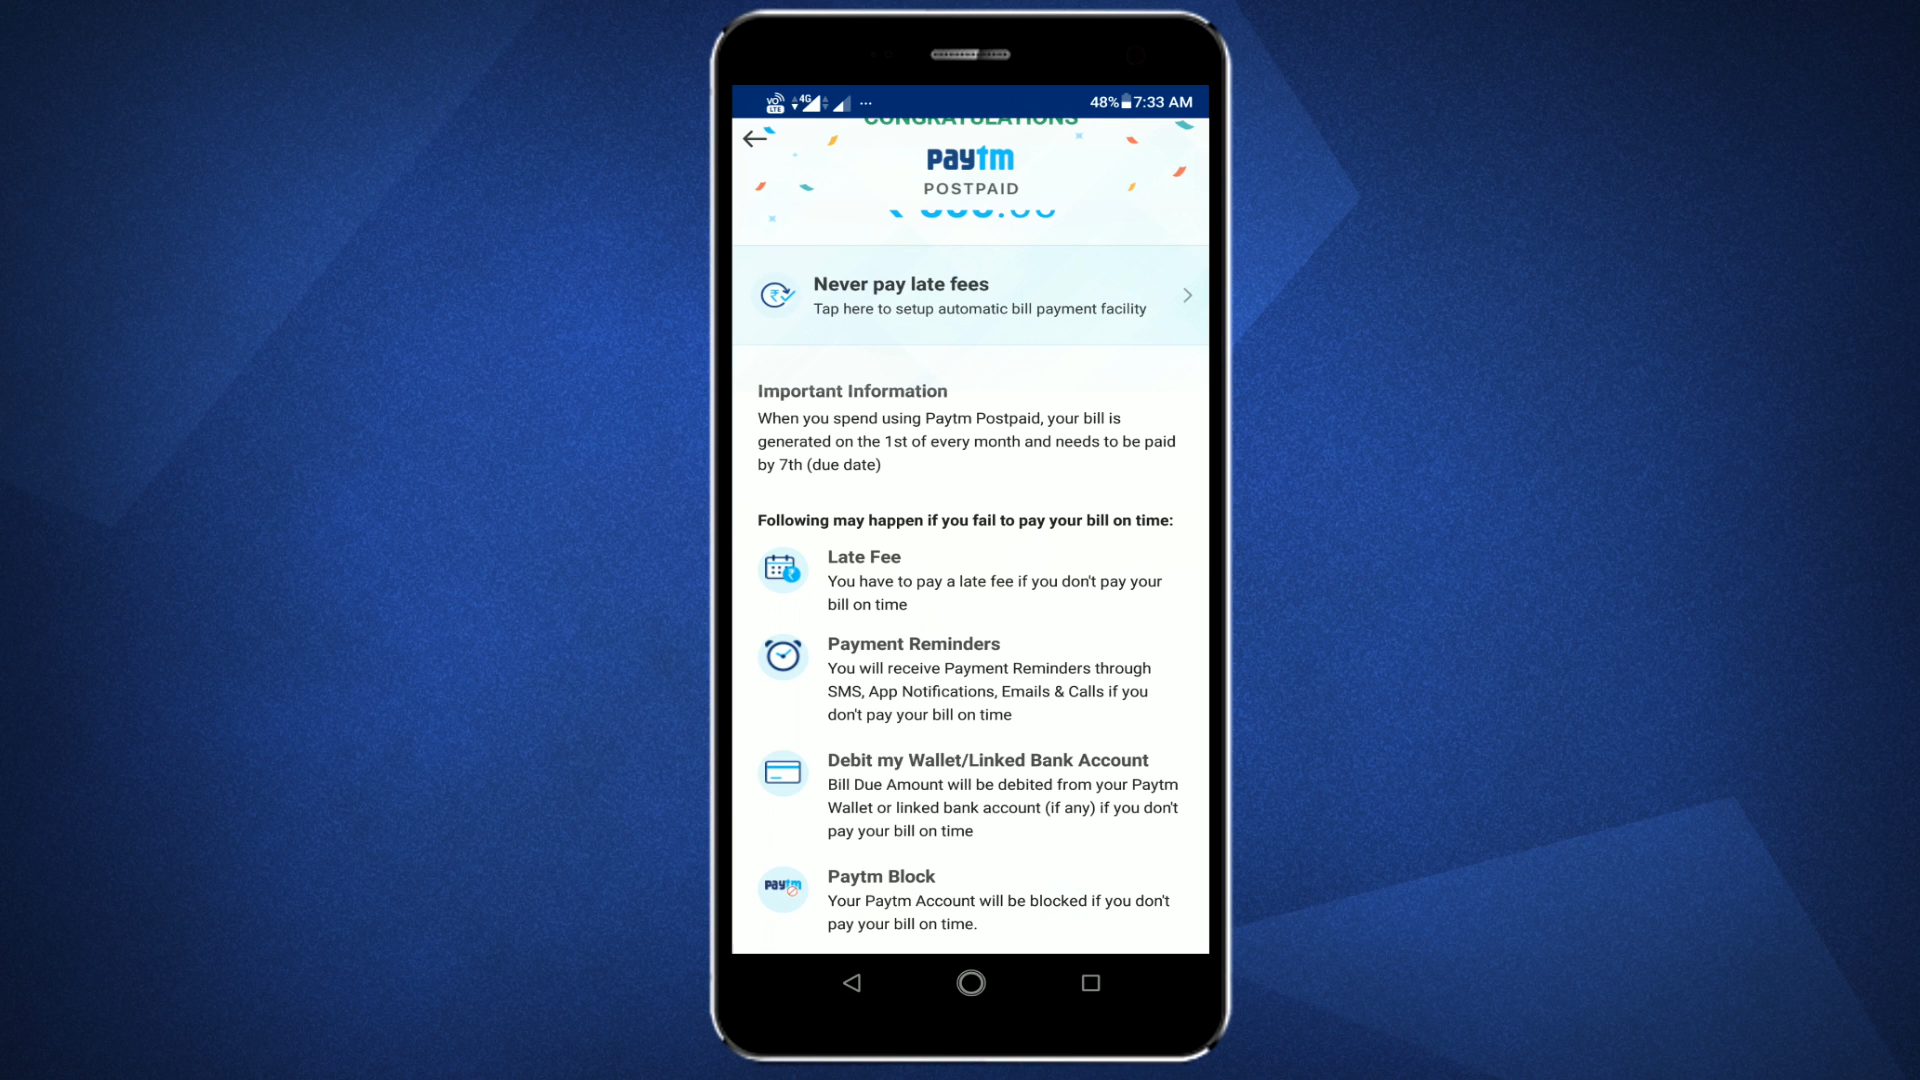 VO LTE 4G ... 48% 7:33 AM
CONGRATULATIONS
paytm
POSTPAID
Never pay late fees
Tap here to setup automatic bill payment facility
Important Information
When you spend using Paytm Postpaid, your bill is
generated on the 1st of every month and needs to be paid
by 7th (due date)
Following may happen if you fail to pay your bill on time:
Late Fee
You have to pay a late fee if you don't pay your
bill on time
Payment Reminders
You will receive Payment Reminders through
SMS, App Notifications, Emails & Calls if you
don't pay your bill on time
Debit my Wallet/Linked Bank Account
Bill Due Amount will be debited from your Paytm
Wallet or linked bank account (if any) if you don't
pay your bill on time
paytm
Paytm Block
Your Paytm Account will be blocked if you don't
pay your bill on time.